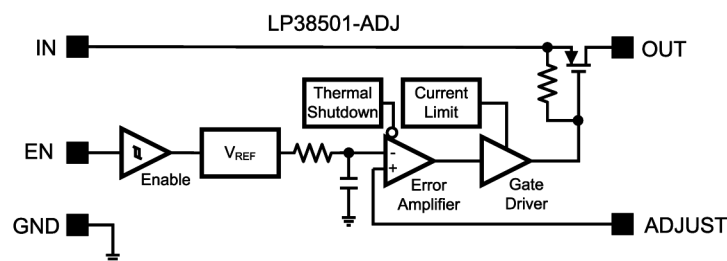 LP38501-ADJ
IN
OUT
Thermal
Shutdown
Current
Limit
EN
VREF
-
+
Enable
Error
Amplifier
Gate
Driver
GND
ADJUST